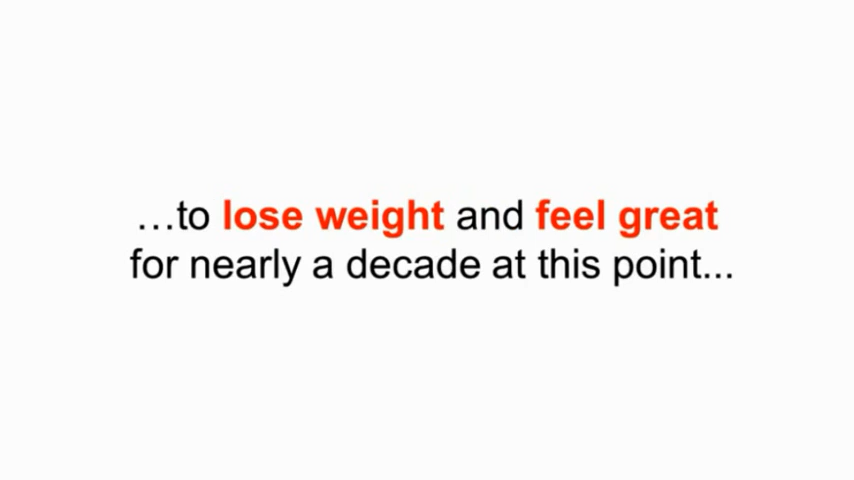 …to lose weight and feel great
for nearly a decade at this point...